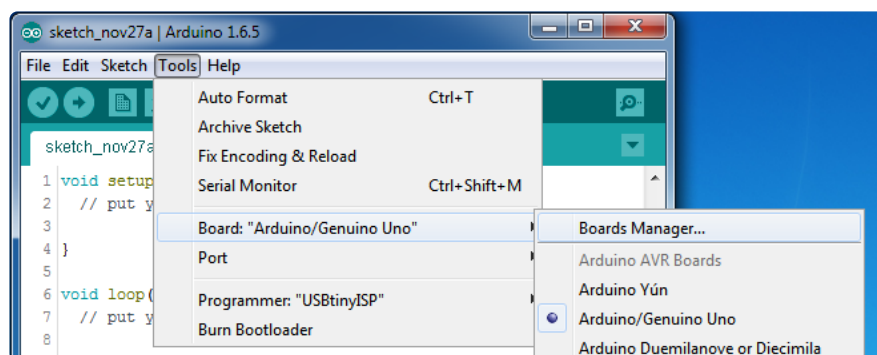 sketch_nov27a | Arduino 1.6.5
File Edit Sketch Tools Help
sketch_nov27a
Auto Format Ctrl+T
Archive Sketch
Fix Encoding & Reload
Serial Monitor Ctrl+Shift+M
Board: "Arduino/Genuino Uno"
Port
Programmer: "USBtinyISP"
Burn Bootloader
1 void setup
2 // put y
3
4 }
5
6 void loop(
7 // put y
8
Boards Manager...
Arduino AVR Boards
Arduino Yún
Arduino/Genuino Uno
Arduino Duemilanove or Diecimila